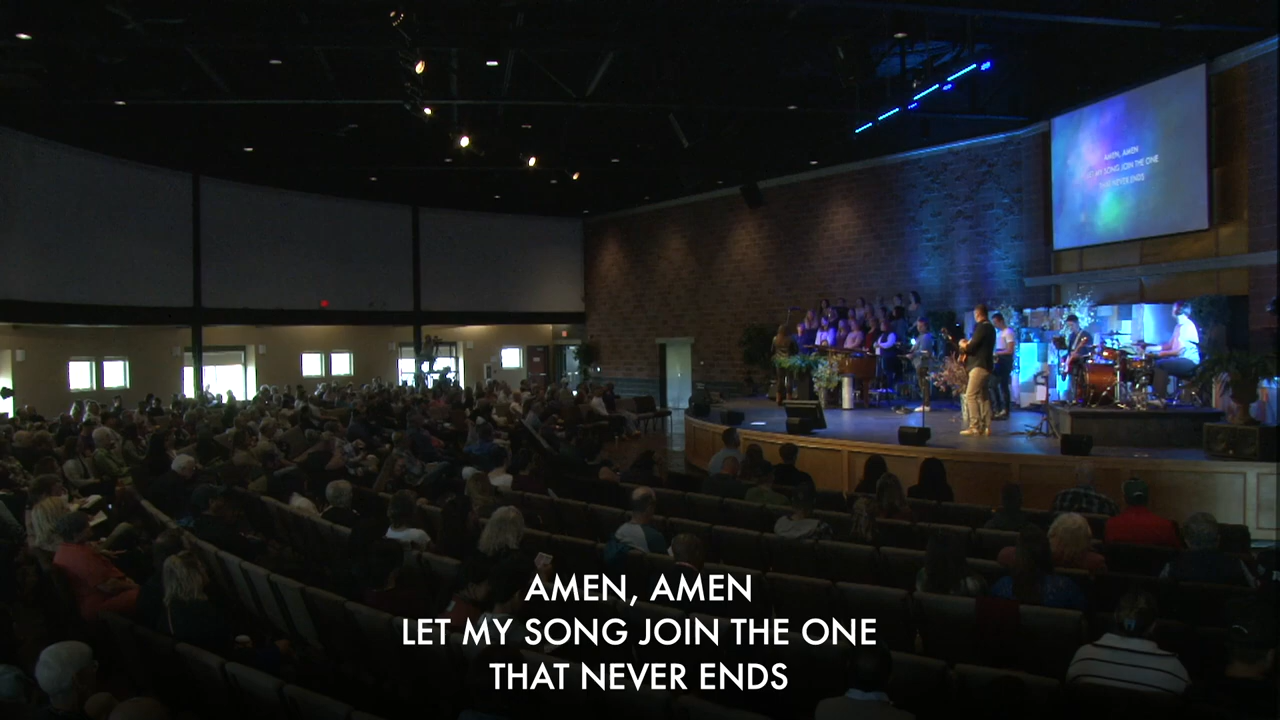 AMEN, AMEN
LET MY SONG JOIN THE ONE
THAT NEVER ENDS
AMEN, AMEN
LET MY SONG JOIN THE ONE
THAT NEVER ENDS